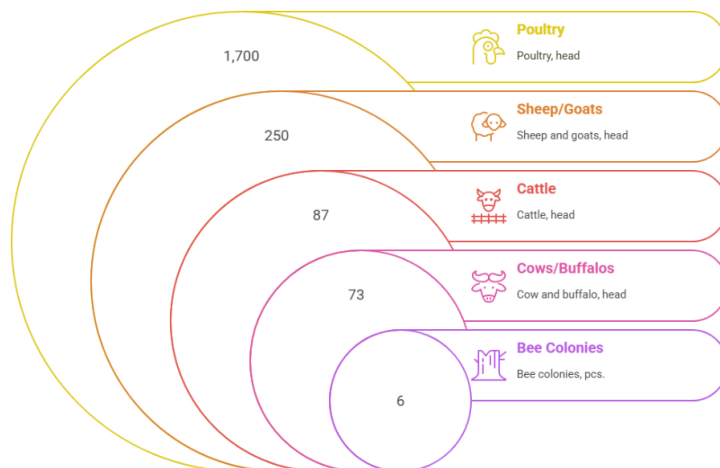 Poultry
1,700
Poultry, head
Sheep/Goats
250
Sheep and goats, head
Cattle
87
Cattle, head
Cows/Buffalos
73
Cow and buffalo, head
Bee Colonies
Bee colonies, pcs.
6